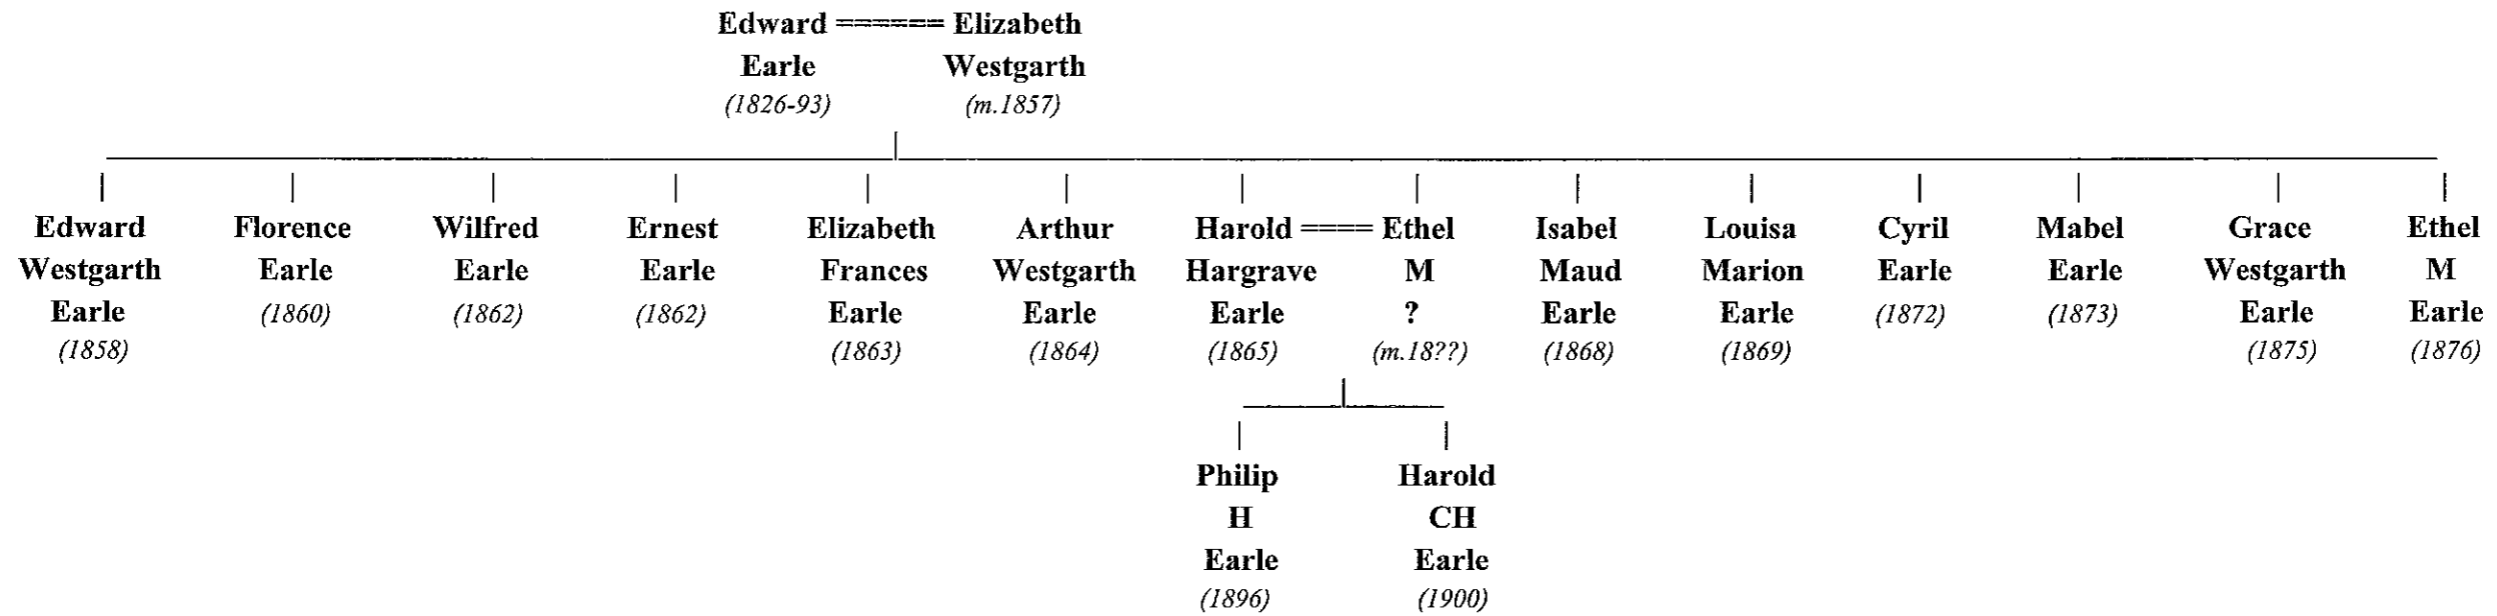 Edward ====== Elizabeth
Earle Westgarth
(1826-93) (m.1857)
Edward Florence Wilfred Ernest Elizabeth Arthur Harold ==== Ethel Isabel Louisa Cyril Mabel Grace Ethel
Westgarth Earle Earle Earle Frances Westgarth Hargrave M Maud Marion Earle Earle Westgarth M
Earle (1860) (1862) (1862) Earle Earle Earle ? Earle Earle (1872) (1873) Earle Earle
(1858) (1863) (1864) (1865) (m.18??) (1868) (1869) (1875) (1876)
Philip Harold
H CH
Earle Earle
(1896) (1900)